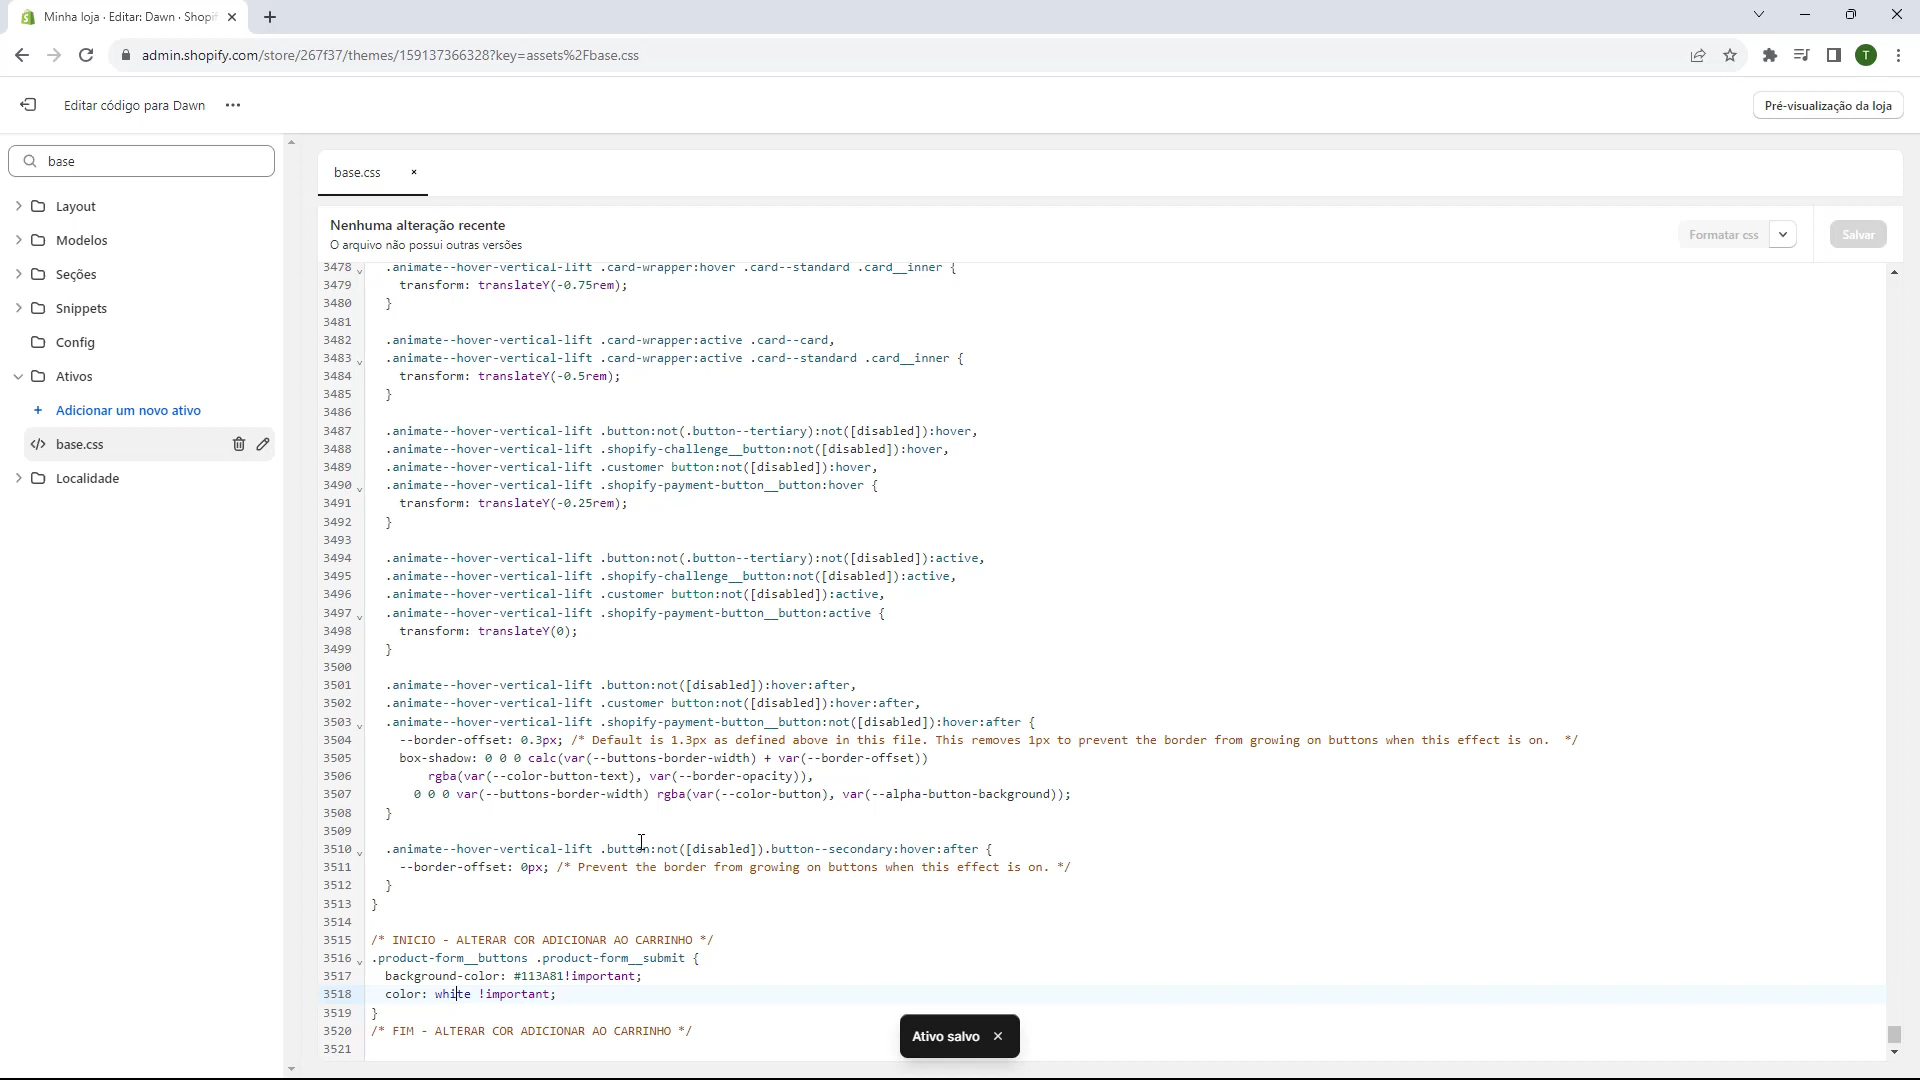 Minha loja · Editar: Dawn · Shopif
admin.shopify.com/store/267f37/themes/159137366328?key=assets%2Fbase.css
T
Editar código para Dawn
Pré-visualização da loja
base
Layout
Modelos
Seções
Snippets
Config
Ativos
+ Adicionar um novo ativo
</> base.css
Localidade
base.css ×
Nenhuma alteração recente
O arquivo não possui outras versões
Formatar css
Salvar
3478 .animate--hover-vertical-lift .card-wrapper:hover .card--standard .card__inner {
3479 transform: translateY(-0.75rem);
3480 }
3481
3482 .animate--hover-vertical-lift .card-wrapper:active .card--card,
3483 .animate--hover-vertical-lift .card-wrapper:active .card--standard .card__inner {
3484 transform: translateY(-0.5rem);
3485 }
3486
3487 .animate--hover-vertical-lift .button:not(.button--tertiary):not([disabled]):hover,
3488 .animate--hover-vertical-lift .shopify-challenge__button:not([disabled]):hover,
3489 .animate--hover-vertical-lift .customer button:not([disabled]):hover,
3490 .animate--hover-vertical-lift .shopify-payment-button__button:hover {
3491 transform: translateY(-0.25rem);
3492 }
3493
3494 .animate--hover-vertical-lift .button:not(.button--tertiary):not([disabled]):active,
3495 .animate--hover-vertical-lift .shopify-challenge__button:not([disabled]):active,
3496 .animate--hover-vertical-lift .customer button:not([disabled]):active,
3497 .animate--hover-vertical-lift .shopify-payment-button__button:active {
3498 transform: translateY(0);
3499 }
3500
3501 .animate--hover-vertical-lift .button:not([disabled]):hover:after,
3502 .animate--hover-vertical-lift .customer button:not([disabled]):hover:after,
3503 .animate--hover-vertical-lift .shopify-payment-button__button:not([disabled]):hover:after {
3504 --border-offset: 0.3px; /* Default is 1.3px as defined above in this file. This removes 1px to prevent the border from growing on buttons when this effect is on. */
3505 box-shadow: 0 0 0 calc(var(--buttons-border-width) + var(--border-offset))
3506 rgba(var(--color-button-text), var(--border-opacity)),
3507 0 0 0 var(--buttons-border-width) rgba(var(--color-button), var(--alpha-button-background));
3508 }
3509
3510 .animate--hover-vertical-lift .button:not([disabled]).button--secondary:hover:after {
3511 --border-offset: 0px; /* Prevent the border from growing on buttons when this effect is on. */
3512 }
3513 }
3514
3515 /* INICIO - ALTERAR COR ADICIONAR AO CARRINHO */
3516 .product-form__buttons .product-form__submit {
3517 background-color: #113A81!important;
3518 color: white !important;
3519 }
3520 /* FIM - ALTERAR COR ADICIONAR AO CARRINHO */
3521
Ativo salvo ×